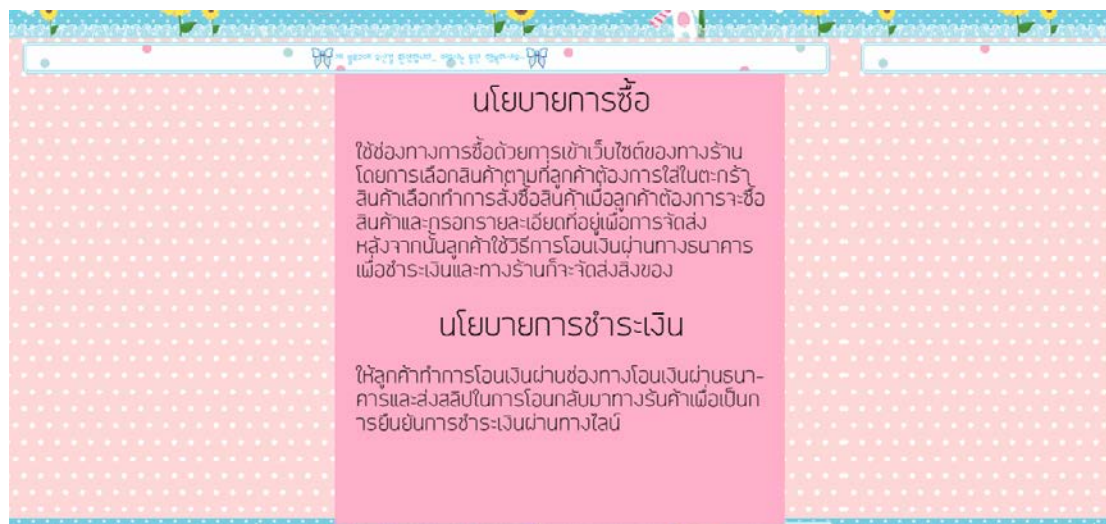 นโยบายการซื้อ
ใช้ช่องทางการซื้อด้วยการเข้าเว็บไซต์ของทางร้าน
โดยการเลือกสินค้าตามที่ลูกค้าต้องการใส่ในตะกร้า
สินค้าเลือกทำการสั่งซื้อสินค้าเมื่อลูกค้าต้องการจะซื้อ
สินค้าและกรอกรายละเอียดที่อยู่เพื่อการจัดส่ง
หลังจากนั้นลูกค้าใช้วิธีการโอนเงินผ่านทางธนาคาร
เพื่อชำระเงินและทางร้านก็จะจัดส่งสิ่งของ
นโยบายการชำระเงิน
ให้ลูกค้าทำการโอนเงินผ่านช่องทางโอนเงินผ่านธนา-
คารและส่งสลิปในการโอนกลับมาทางรับค้าเพื่อเป็นก
ารยืนยันการชำระเงินผ่านทางไลน์